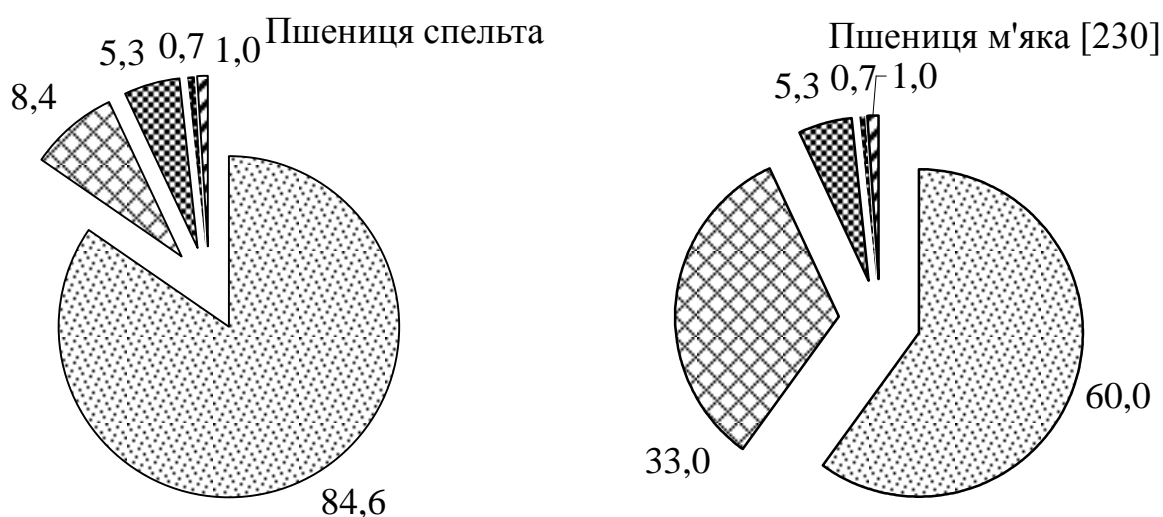 Пшениця спельта
5,3 0,7 1,0
8,4
84,6
Пшениця м'яка [230]
5,3 0,7 1,0
33,0
60,0